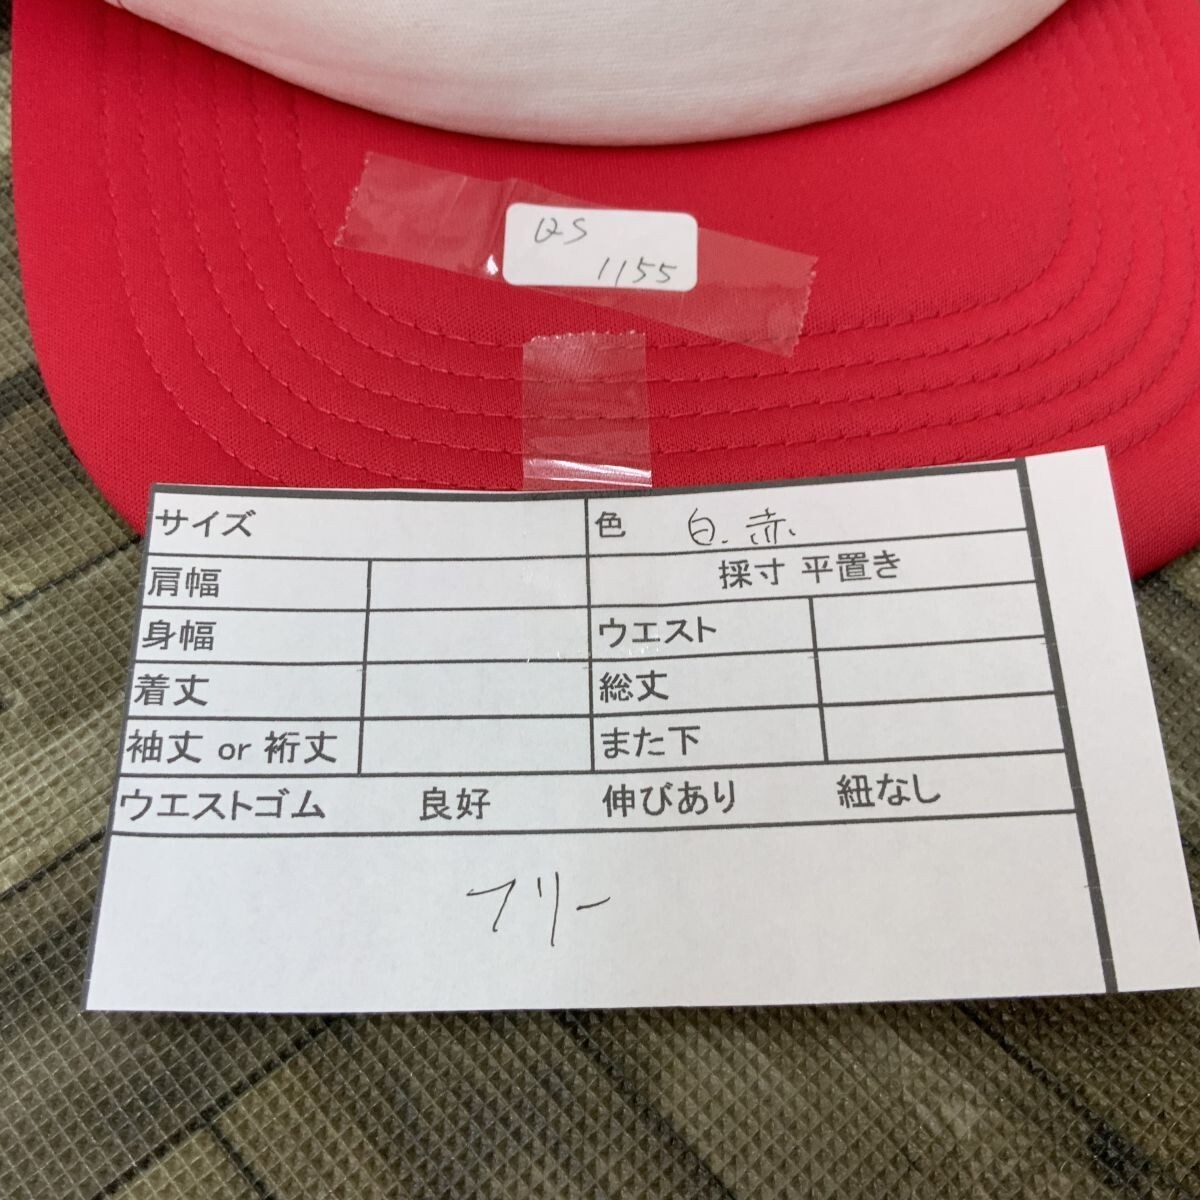 QS
1155
サイズ 色 白.赤.
肩幅 採寸 平置き
身幅 ウエスト
着丈 総丈
袖丈 or 裄丈 また下
ウエストゴム 良好 伸びあり 紐なし
フリー